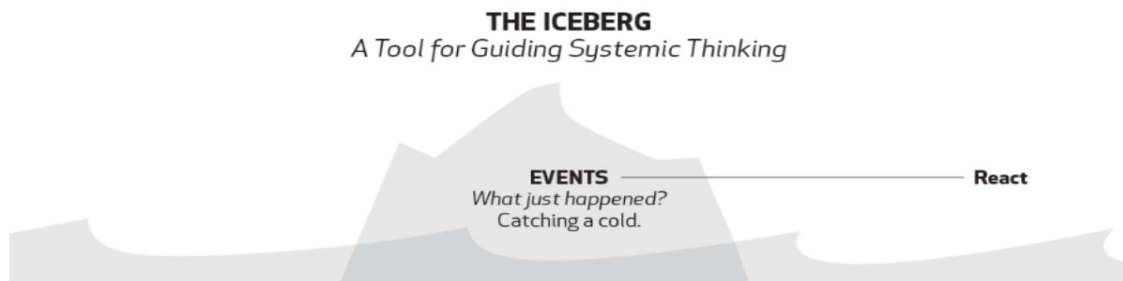 THE ICEBERG
A Tool for Guiding Systemic Thinking
EVENTS
React
What just happened?
Catching a cold.